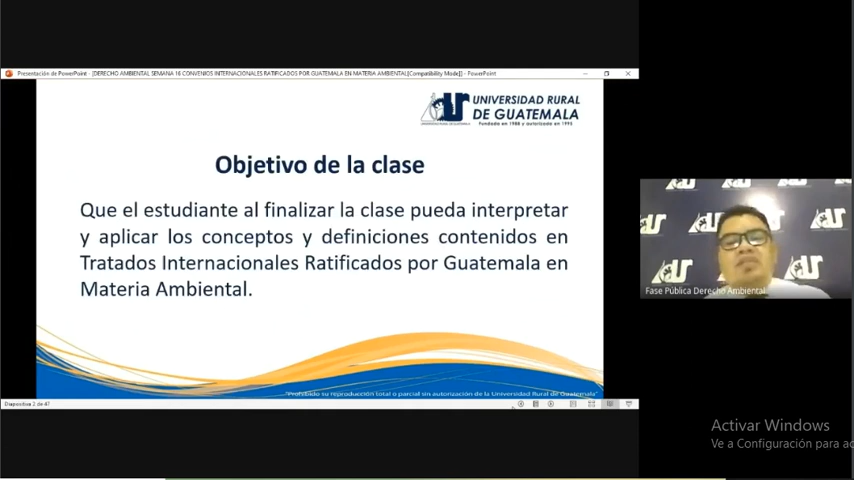 Presentación de PowerPoint - [DERECHO AMBIENTAL SEMANA 16 CONVENIOS INTERNACIONALES RATIFICADOS POR GUATEMALA EN MATERIA AMBIENTAL[Compatibility Mode]] - PowerPoint
UNIVERSIDAD RURAL
DE GUATEMALA
Fundada en 1988 y autorizada en 1995
Objetivo de la clase
Que el estudiante al finalizar la clase pueda interpretar
y aplicar los conceptos y definiciones contenidos en
Tratados Internacionales Ratificados por Guatemala en
Materia Ambiental.
"Prohibido su reproducción total o parcial sin autorización de la Universidad Rural de Guatemala"
Diapositiva 2 de 47
Fase Pública Derecho Ambiental
Activar Windows
Ve a Configuración para ac